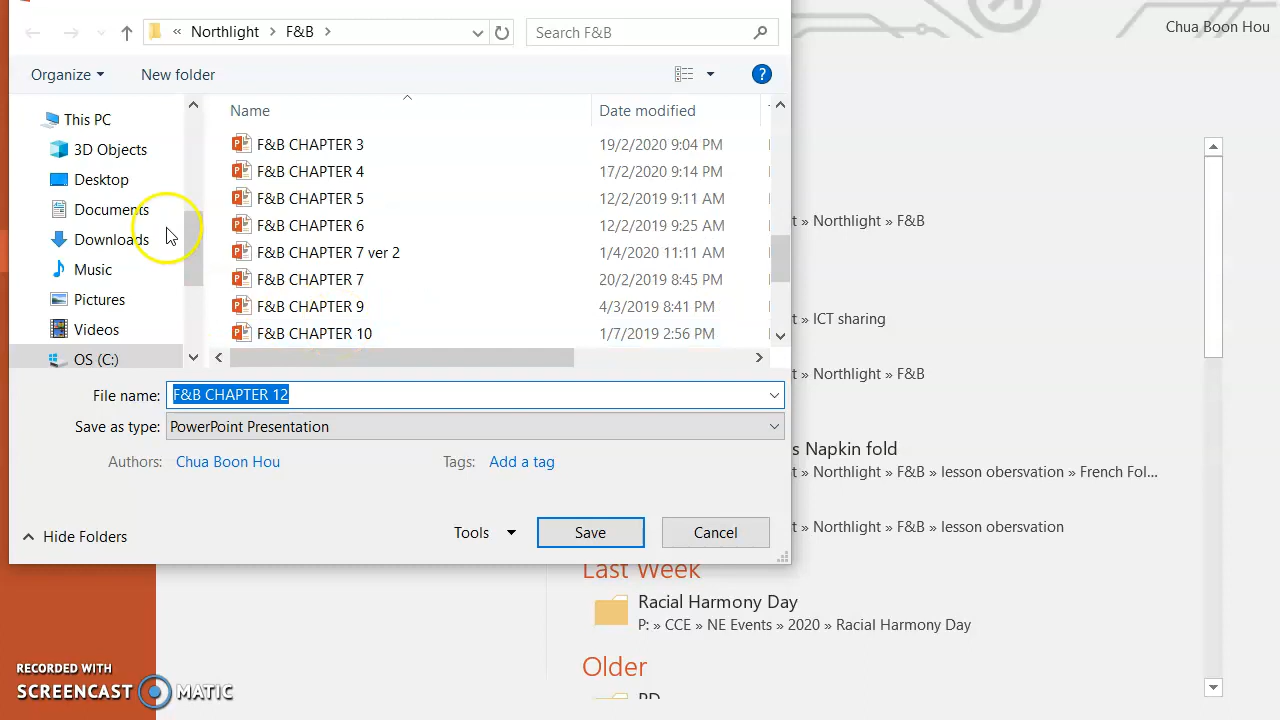 « Northlight > F&B >
Search F&B
Chua Boon Hou
Organize
New folder
?
This PC
3D Objects
Desktop
Documents
Downloads
Music
Pictures
Videos
OS (C:)
Name Date modified
F&B CHAPTER 3 19/2/2020 9:04 PM
F&B CHAPTER 4 17/2/2020 9:14 PM
F&B CHAPTER 5 12/2/2019 9:11 AM
F&B CHAPTER 6 12/2/2019 9:25 AM
F&B CHAPTER 7 ver 2 1/4/2020 11:11 AM
F&B CHAPTER 7 20/2/2019 8:45 PM
F&B CHAPTER 9 4/3/2019 8:41 PM
F&B CHAPTER 10 1/7/2019 2:56 PM
File name: F&B CHAPTER 12
Save as type: PowerPoint Presentation
Authors: Chua Boon Hou Tags: Add a tag
Hide Folders
Tools
Save
Cancel
t » Northlight » F&B
t » ICT sharing
t » Northlight » F&B
s Napkin fold
t » Northlight » F&B » lesson obersvation » French Fol...
t » Northlight » F&B » lesson obersvation
Last Week
Racial Harmony Day
P: » CCE » NE Events » 2020 » Racial Harmony Day
Older
RECORDED WITH
SCREENCAST MATIC